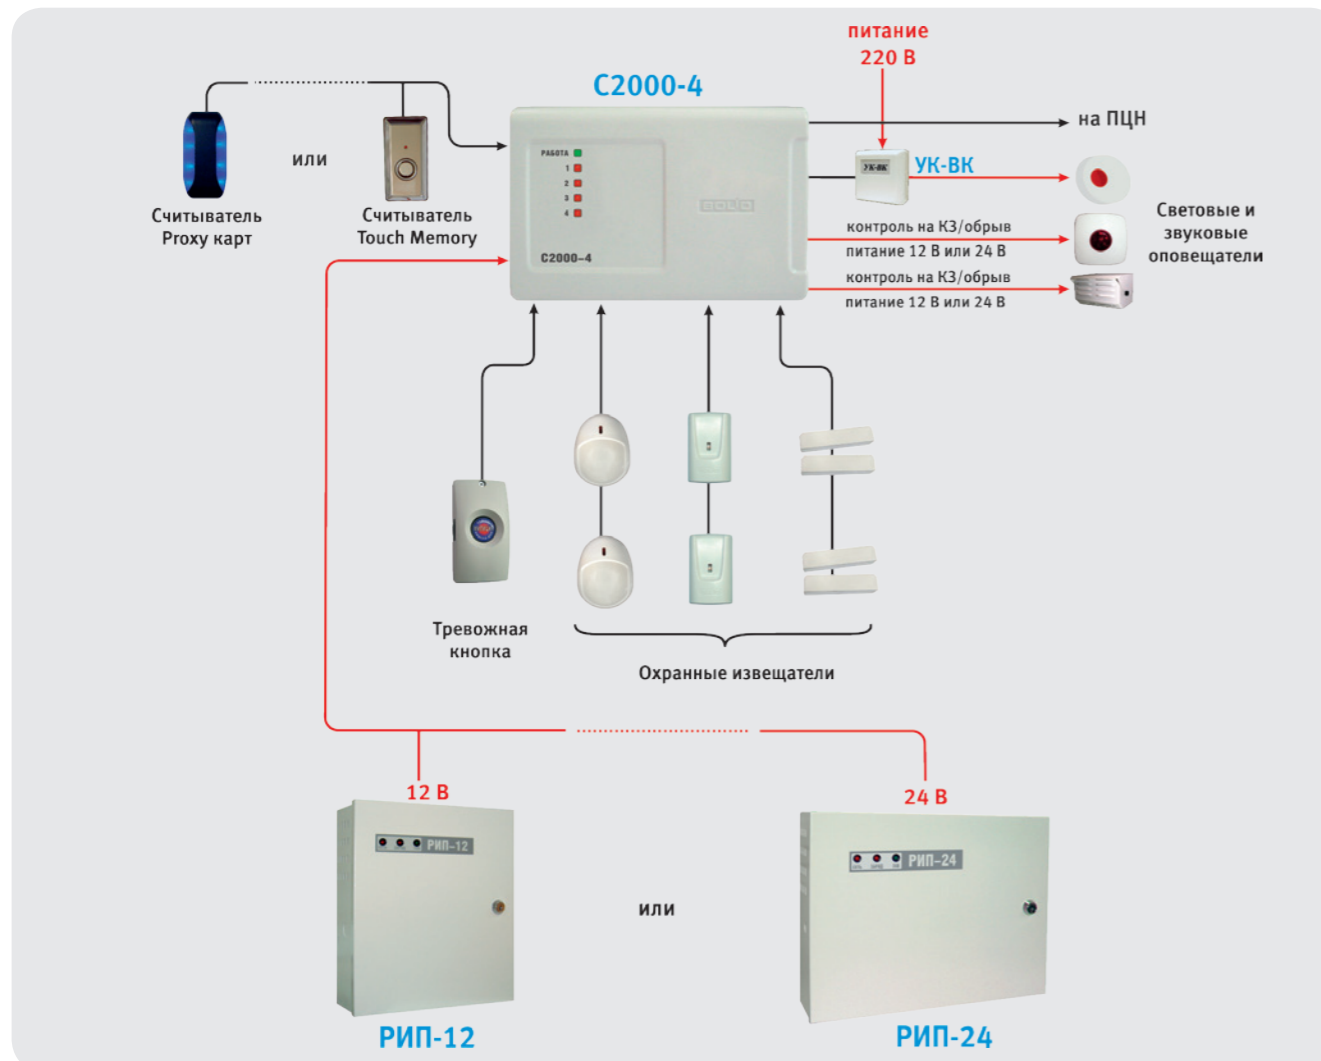 питание
220 В
С2000-4
на ПЦН
РАБОТА
1
2
3
4
С2000-4
BOLID
УК-ВК
УК-ВК
или
Считыватель
Proxy карт
Считыватель
Touch Memory
контроль на КЗ/обрыв
питание 12 В или 24 В
контроль на КЗ/обрыв
питание 12 В или 24 В
Световые и
звуковые
оповещатели
Тревожная
кнопка
Охранные извещатели
12 В
24 В
РИП-12
РИП-24
или
РИП-12
РИП-24